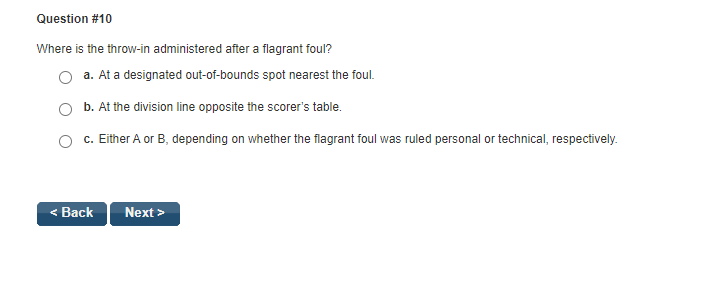 Question #10
Where is the throw-in administered after a flagrant foul?
a. At a designated out-of-bounds spot nearest the foul.
b. At the division line opposite the scorer's table.
c. Either A or B, depending on whether the flagrant foul was ruled personal or technical, respectively.
< Back Next >